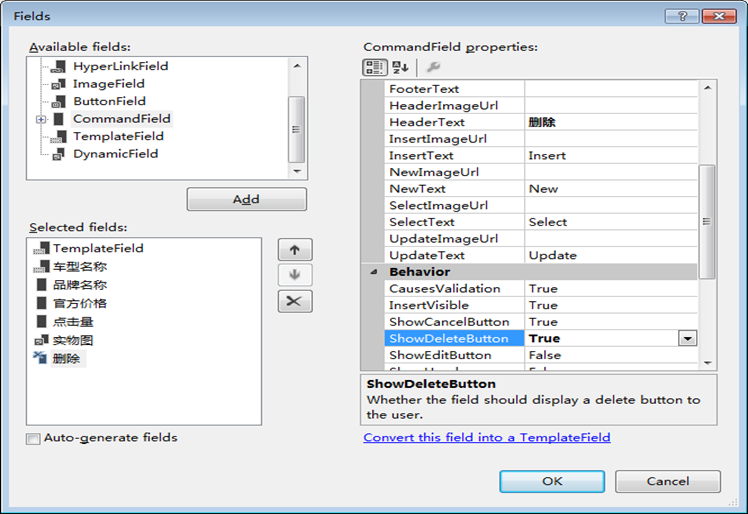 Fields
Available fields:
HyperLinkField
ImageField
ButtonField
CommandField
TemplateField
DynamicField
Add
Selected fields:
TemplateField
车型名称
品牌名称
官方价格
点击量
实物图
删除
Auto-generate fields
CommandField properties:
FooterText
HeaderImageUrl
HeaderText 删除
InsertImageUrl
InsertText Insert
NewImageUrl
NewText New
SelectImageUrl
SelectText Select
UpdateImageUrl
UpdateText Update
Behavior
CausesValidation True
InsertVisible True
ShowCancelButton True
ShowDeleteButton True
ShowEditButton False
ShowDeleteButton
Whether the field should display a delete button to
the user.
Convert this field into a TemplateField
OK
Cancel